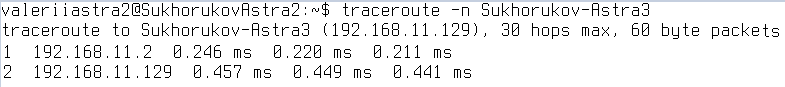 valeriiastra2@SukhorukovAstra2:~$ traceroute -n Sukhorukov-Astra3
traceroute to Sukhorukov-Astra3 (192.168.11.129), 30 hops max, 60 byte packets
1  192.168.11.2  0.246 ms  0.220 ms  0.211 ms
2  192.168.11.129  0.457 ms  0.449 ms  0.441 ms